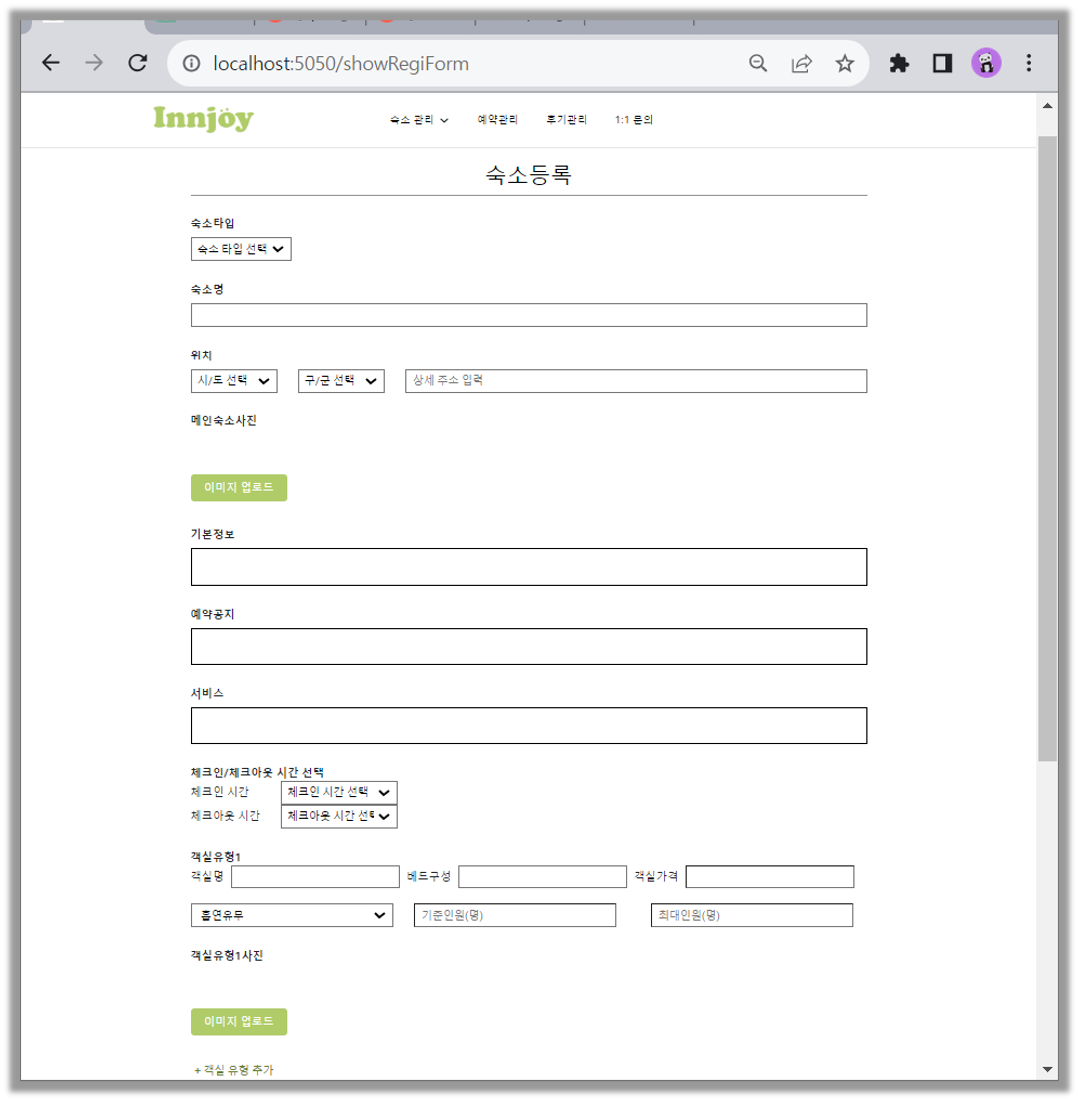 localhost:5050/showRegiForm
Innjoy
숙소 관리 예약관리 후기관리 1:1 문의
숙소등록
숙소타입
숙소 타입 선택
숙소명
위치
시/도 선택 구/군 선택 상세 주소 입력
메인숙소사진
이미지 업로드
기본정보
예약공지
서비스
체크인/체크아웃 시간 선택
체크인 시간 체크인 시간 선택
체크아웃 시간 체크아웃 시간 선
객실유형1
객실명 베드구성 객실가격
흡연유무 기준인원(명) 최대인원(명)
객실유형1사진
이미지 업로드
+ 객실 유형 추가